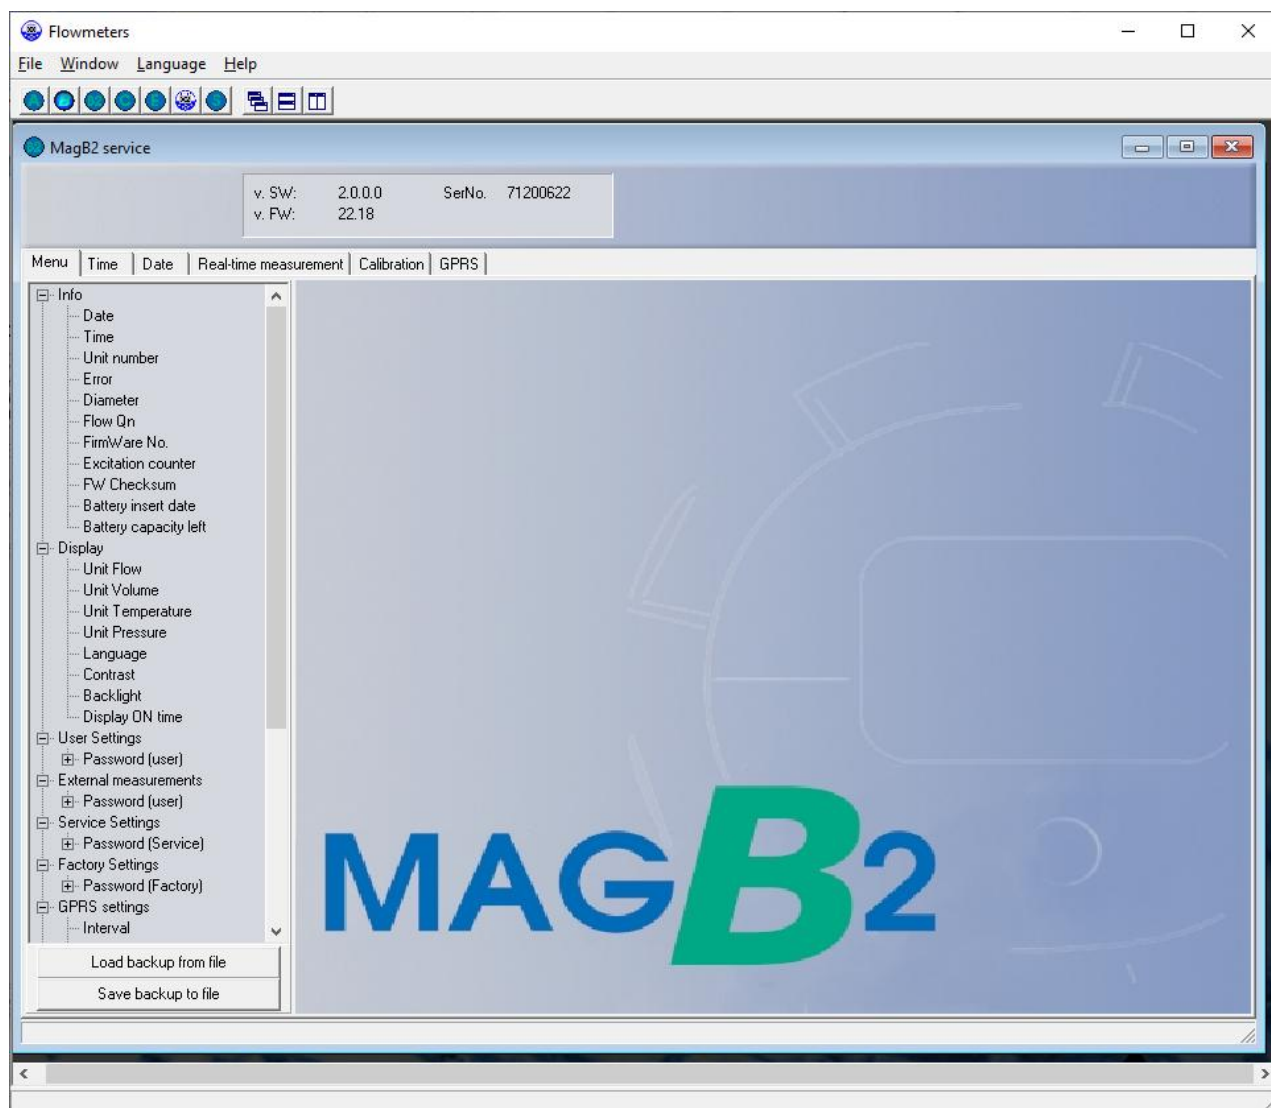 Flowmeters
File Window Language Help
MagB2 service
v. SW: 2.0.0.0 SerNo. 71200622
v. FW: 22.18
Menu Time Date Real-time measurement Calibration GPRS
Info
Date
Time
Unit number
Error
Diameter
Flow Qn
FirmWare No.
Excitation counter
FW Checksum
Battery insert date
Battery capacity left
Display
Unit Flow
Unit Volume
Unit Temperature
Unit Pressure
Language
Contrast
Backlight
Display ON time
User Settings
Password (user)
External measurements
Password (user)
Service Settings
Password (Service)
Factory Settings
Password (Factory)
GPRS settings
Interval
Load backup from file
Save backup to file
MAGB2